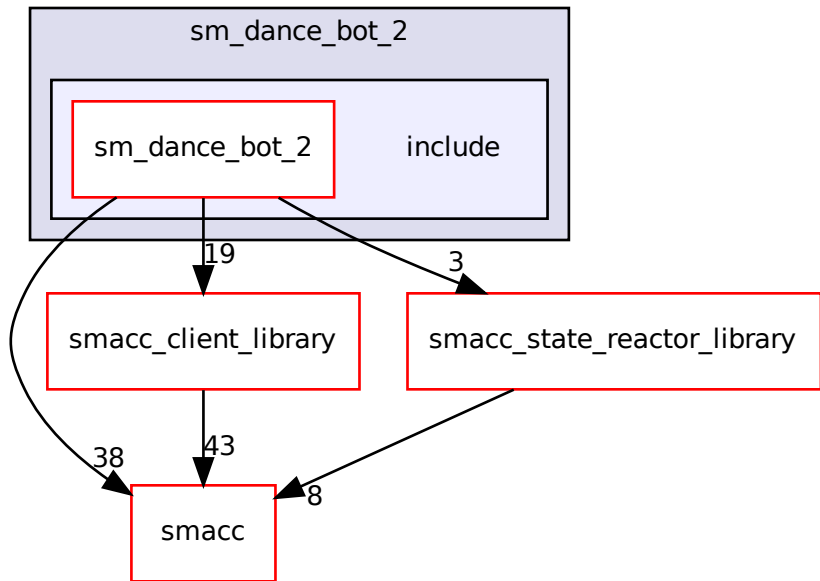 sm_dance_bot_2
sm_dance_bot_2
include
19
3
smacc_client_library
smacc_state_reactor_library
38
43
8
smacc